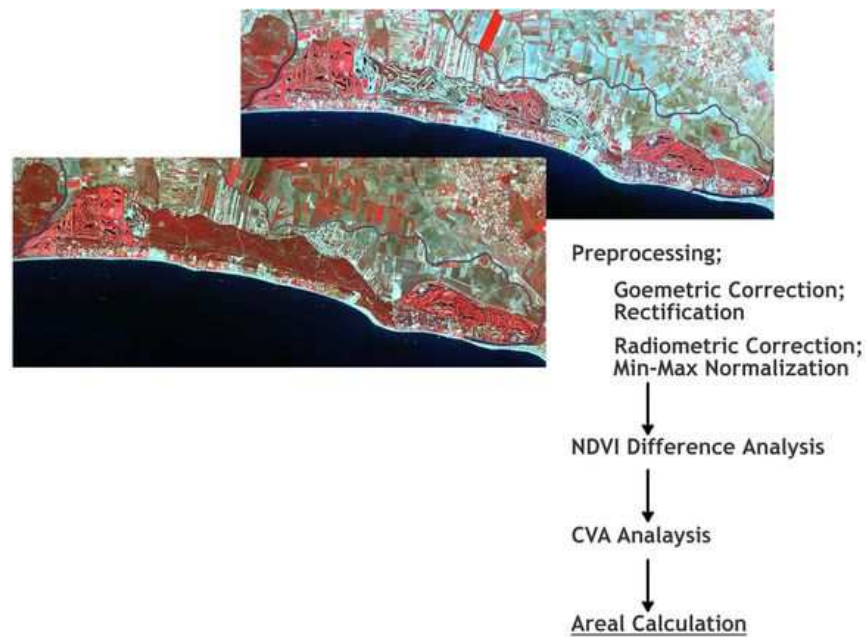 Preprocessing;
Goemetric Correction;
Rectification
Radiometric Correction;
Min-Max Normalization
NDVI Difference Analysis
CVA Analaysis
Areal Calculation